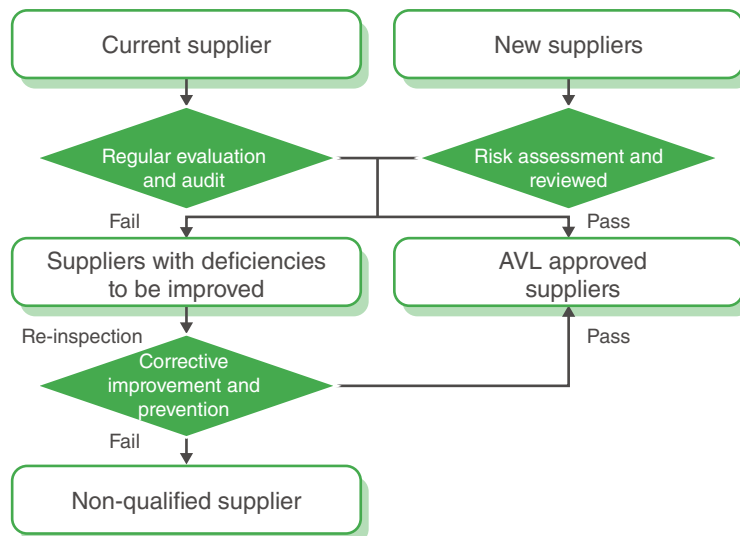 Current supplier
New suppliers
Regular evaluation
and audit
Risk assessment and
reviewed
Fail
Pass
Suppliers with deficiencies
to be improved
AVL approved
suppliers
Re-inspection
Pass
Corrective
improvement and
prevention
Fail
Non-qualified supplier